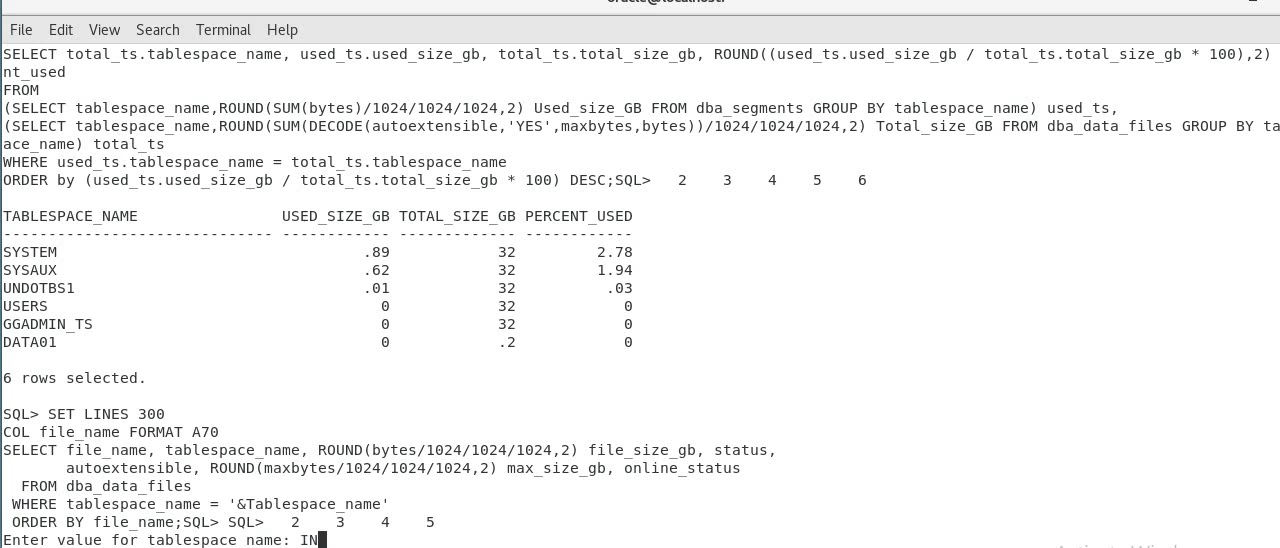 oracle@localhost:
File Edit View Search Terminal Help
SELECT total_ts.tablespace_name, used_ts.used_size_gb, total_ts.total_size_gb, ROUND((used_ts.used_size_gb / total_ts.total_size_gb * 100),2)
nt_used
FROM
(SELECT tablespace_name,ROUND(SUM(bytes)/1024/1024/1024,2) Used_size_GB FROM dba_segments GROUP BY tablespace_name) used_ts,
(SELECT tablespace_name,ROUND(SUM(DECODE(autoextensible,'YES',maxbytes,bytes))/1024/1024/1024,2) Total_size_GB FROM dba_data_files GROUP BY ta
ace_name) total_ts
WHERE used_ts.tablespace_name = total_ts.tablespace_name
ORDER by (used_ts.used_size_gb / total_ts.total_size_gb * 100) DESC;SQL>   2    3    4    5    6
TABLESPACE_NAME                USED_SIZE_GB TOTAL_SIZE_GB PERCENT_USED
------------------------------ ------------ ------------- ------------
SYSTEM                                  .89            32         2.78
SYSAUX                                  .62            32         1.94
UNDOTBS1                                .01            32          .03
USERS                                     0            32            0
GGADMIN_TS                                0            32            0
DATA01                                    0            .2            0
6 rows selected.
SQL> SET LINES 300
COL file_name FORMAT A70
SELECT file_name, tablespace_name, ROUND(bytes/1024/1024/1024,2) file_size_gb, status,
       autoextensible, ROUND(maxbytes/1024/1024/1024,2) max_size_gb, online_status
  FROM dba_data_files
 WHERE tablespace_name = '&Tablespace_name'
 ORDER BY file_name;SQL> SQL>   2    3    4    5
Enter value for tablespace_name: IN